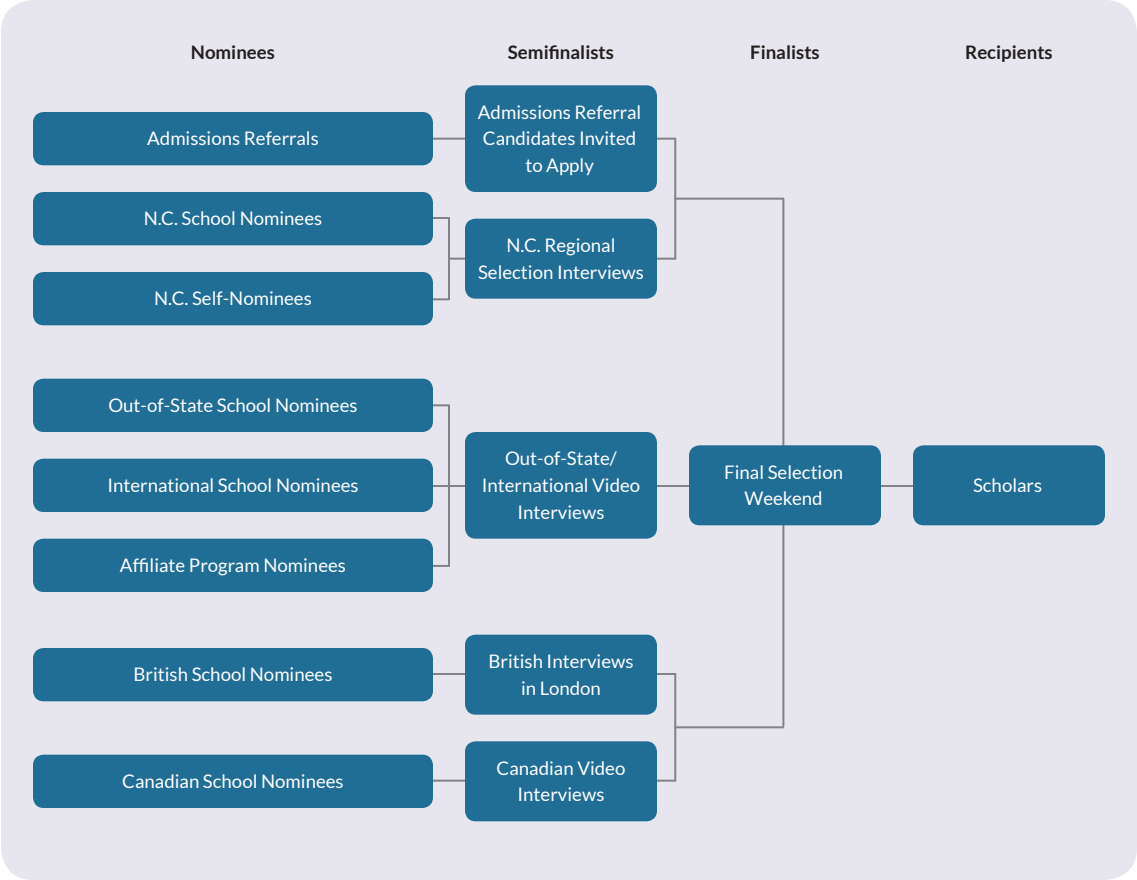 Nominees
Semifinalists
Finalists
Recipients
Admissions Referrals
N.C. School Nominees
N.C. Self-Nominees
Out-of-State School Nominees
International School Nominees
Affiliate Program Nominees
British School Nominees
Canadian School Nominees
Admissions Referral
Candidates Invited
to Apply
N.C. Regional
Selection Interviews
Out-of-State/
International Video
Interviews
British Interviews
in London
Canadian Video
Interviews
Final Selection
Weekend
Scholars